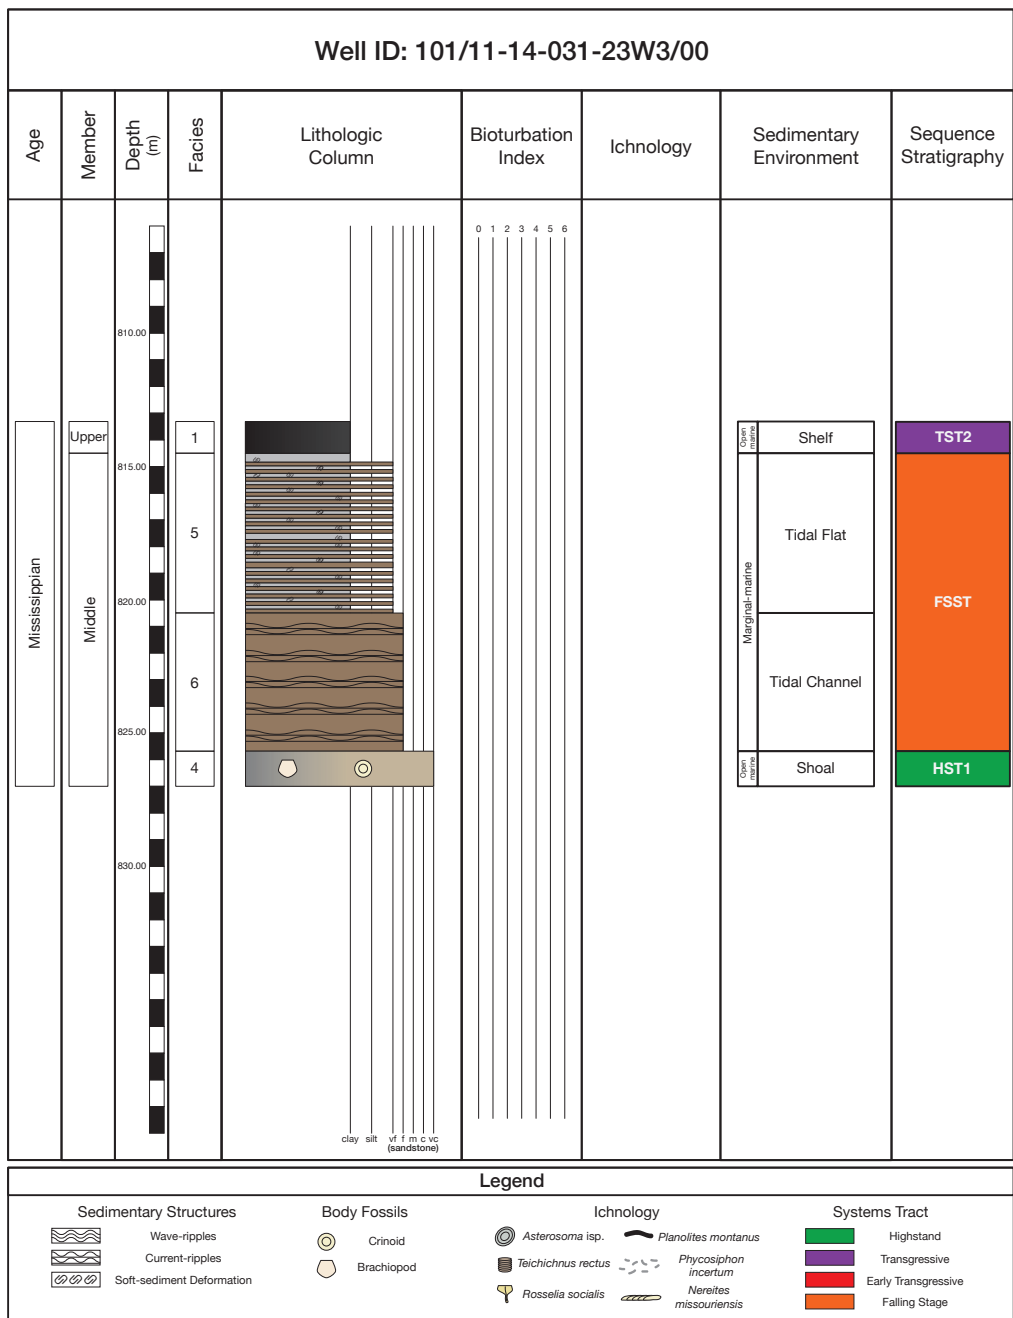 Well ID: 101/11-14-031-23W3/00
Age
Member
Depth
(m)
Facies
Lithologic
Column
Bioturbation
Index
Ichnology
Sedimentary
Environment
Sequence
Stratigraphy
0 1 2 3 4 5 6
810.00
815.00
820.00
825.00
830.00
Mississippian
Upper
Middle
1
5
6
4
Open
marine
Shelf
Marginal-marine
Tidal Flat
Tidal Channel
Open
marine
Shoal
TST2
FSST
HST1
clay silt vf f m c vc
(sandstone)
Legend
Sedimentary Structures
Wave-ripples
Current-ripples
Soft-sediment Deformation
Body Fossils
Crinoid
Brachiopod
Ichnology
Asterosoma isp.
Teichichnus rectus
Rosselia socialis
Planolites montanus
Phycosiphon
incertum
Nereites
missouriensis
Systems Tract
Highstand
Transgressive
Early Transgressive
Falling Stage